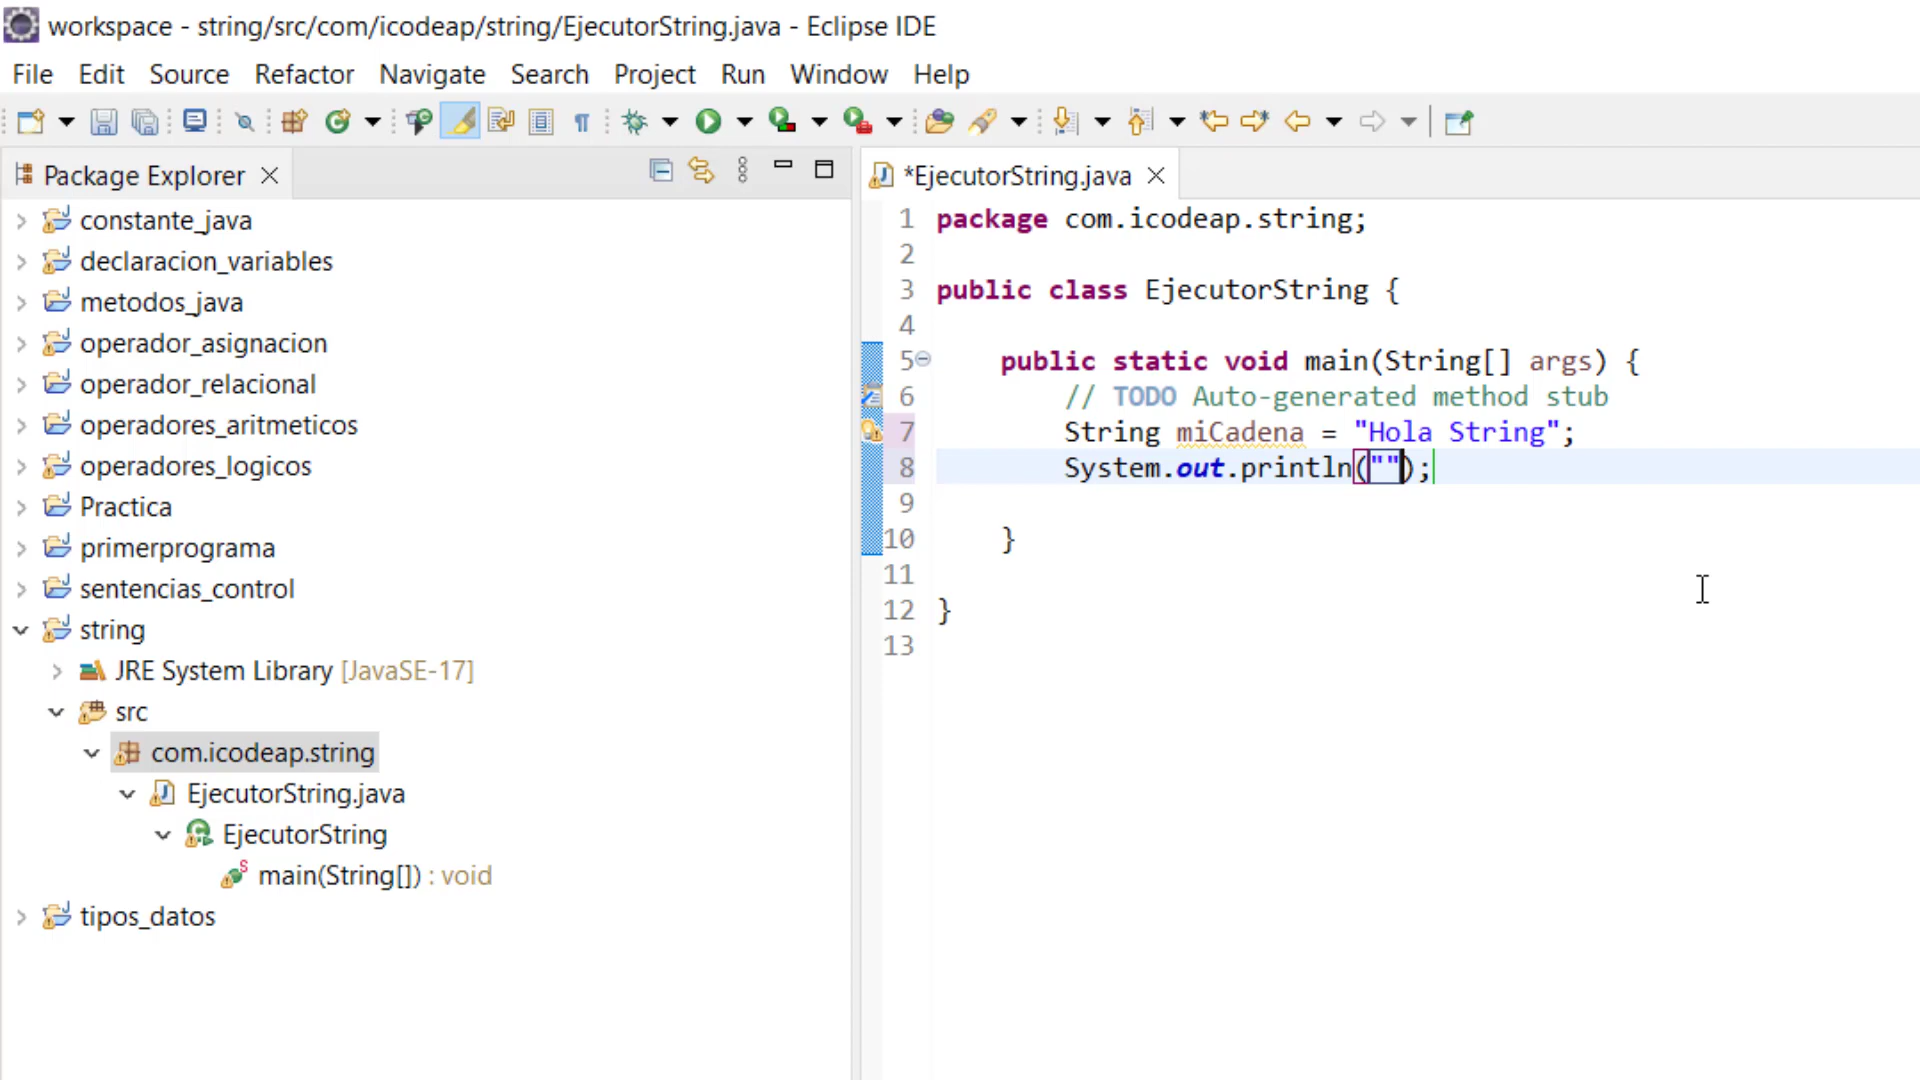 workspace - string/src/com/icodeap/string/EjecutorString.java - Eclipse IDE
File Edit Source Refactor Navigate Search Project Run Window Help
Package Explorer
constante_java
declaracion_variables
metodos_java
operador_asignacion
operador_relacional
operadores_aritmeticos
operadores_logicos
Practica
primerprograma
sentencias_control
string
JRE System Library [JavaSE-17]
src
com.icodeap.string
EjecutorString.java
EjecutorString
main(String[]) : void
tipos_datos
*EjecutorString.java
1 package com.icodeap.string;
2
3 public class EjecutorString {
4
5 public static void main(String[] args) {
6 // TODO Auto-generated method stub
7 String miCadena = "Hola String";
8 System.out.println("");
9
10 }
11
12 }
13